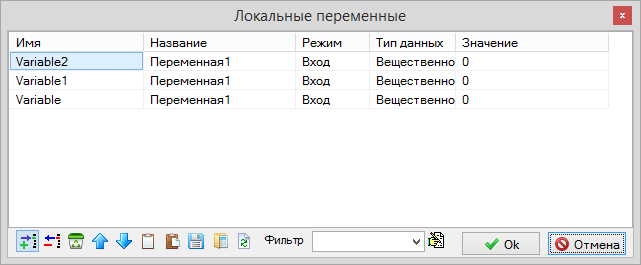 Локальные переменные
Имя Название Режим Тип данных Значение
Variable2 Переменная1 Вход Вещественно 0
Variable1 Переменная1 Вход Вещественно 0
Variable Переменная1 Вход Вещественно 0
Фильтр Ok Отмена